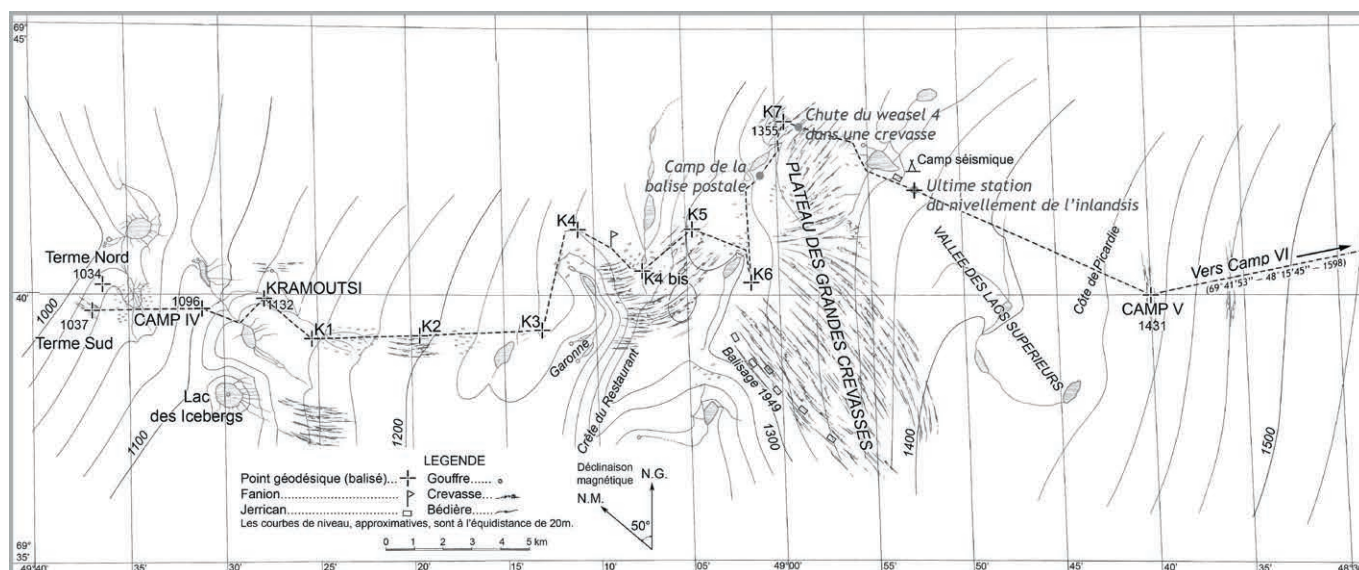 69°
45'
K7
1355
Chute du weasel 4
dans une crevasse
Camp de la
balise postale
Camp séismique
Ultime station
du nivellement de l'inlandsis
PLATEAU DES GRANDES CREVASSES
VALLEE DES LACS SUPERIEURS
Côte de Picardie
K4
K5
K4 bis
K6
Terme Nord
1034
1000
1037
Terme Sud
40'
1096
CAMP IV
KRAMOUTSI
1132
K1
K2
K3
Vers Camp VI
(69°41'53" – 48°15'45" – 1598)
40'
CAMP V
1431
Garonne
Crête du Restaurant
Balisage 1949
Lac
des Icebergs
1100
1200
1300
1400
1500
LEGENDE
Point géodésique (balisé)...
Gouffre......
Fanion
Crevasse...
Jerrican
Bédière
Les courbes de niveau, approximatives, sont à l'équidistance de 20m.
0 1 2 3 4 5 km
Déclinaison
magnétique
N.G.
N.M.
50°
69°
35'
49°40' 35' 30' 25' 20' 15' 10' 05' 49°00' 55' 50' 45' 40' 35' 48°30'